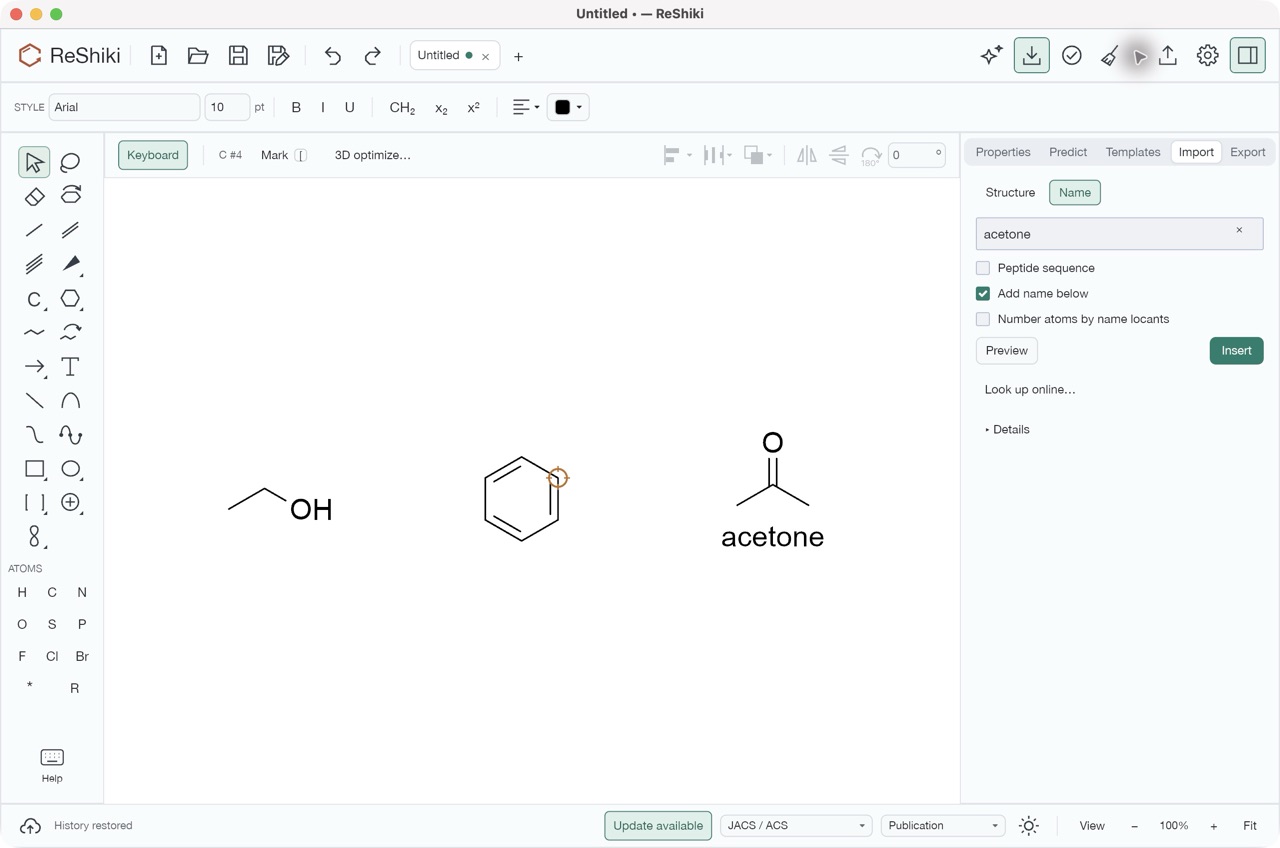 Untitled • — ReShiki
ReShiki
Untitled
STYLE Arial 10 pt B I U CH₂ x₂ x²
Keyboard C #4 Mark [ 3D optimize... 180° 0 °
Properties Predict Templates Import Export
Structure Name
acetone
Peptide sequence
Add name below
Number atoms by name locants
Preview Insert
Look up online...
Details
C
T
[ ]
ATOMS
H C N
O S P
F Cl Br
* R
Help
OH
O
acetone
History restored Update available JACS / ACS Publication View − 100% + Fit